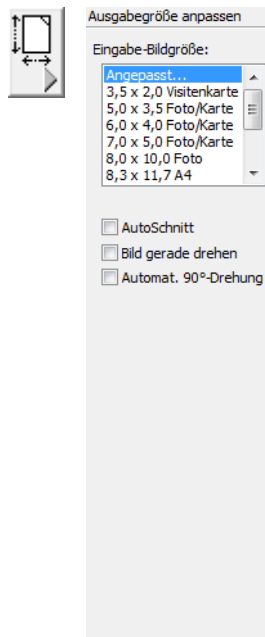 Ausgabegröße anpassen
Eingabe-Bildgröße:
Angepasst...
3,5 x 2,0 Visitenkarte
5,0 x 3,5 Foto/Karte
6,0 x 4,0 Foto/Karte
7,0 x 5,0 Foto/Karte
8,0 x 10,0 Foto
8,3 x 11,7 A4
AutoSchnitt
Bild gerade drehen
Automat. 90°-Drehung